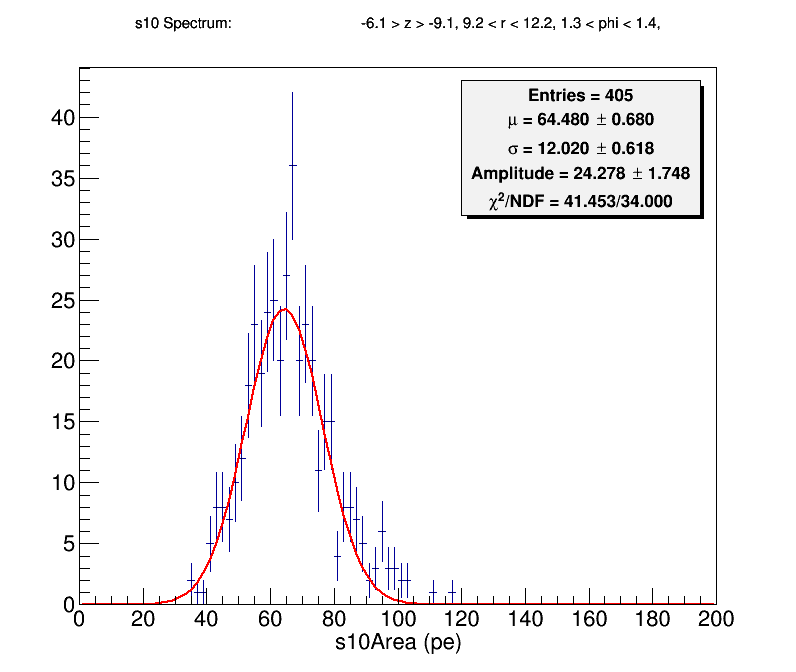 s10 Spectrum: -6.1 > z > -9.1, 9.2 < r < 12.2, 1.3 < phi < 1.4,
Entries = 405
μ = 64.480 ± 0.680
σ = 12.020 ± 0.618
Amplitude = 24.278 ± 1.748
χ²/NDF = 41.453/34.000
40
35
30
25
20
15
10
5
0
0 20 40 60 80 100 120 140 160 180 200
s10Area (pe)